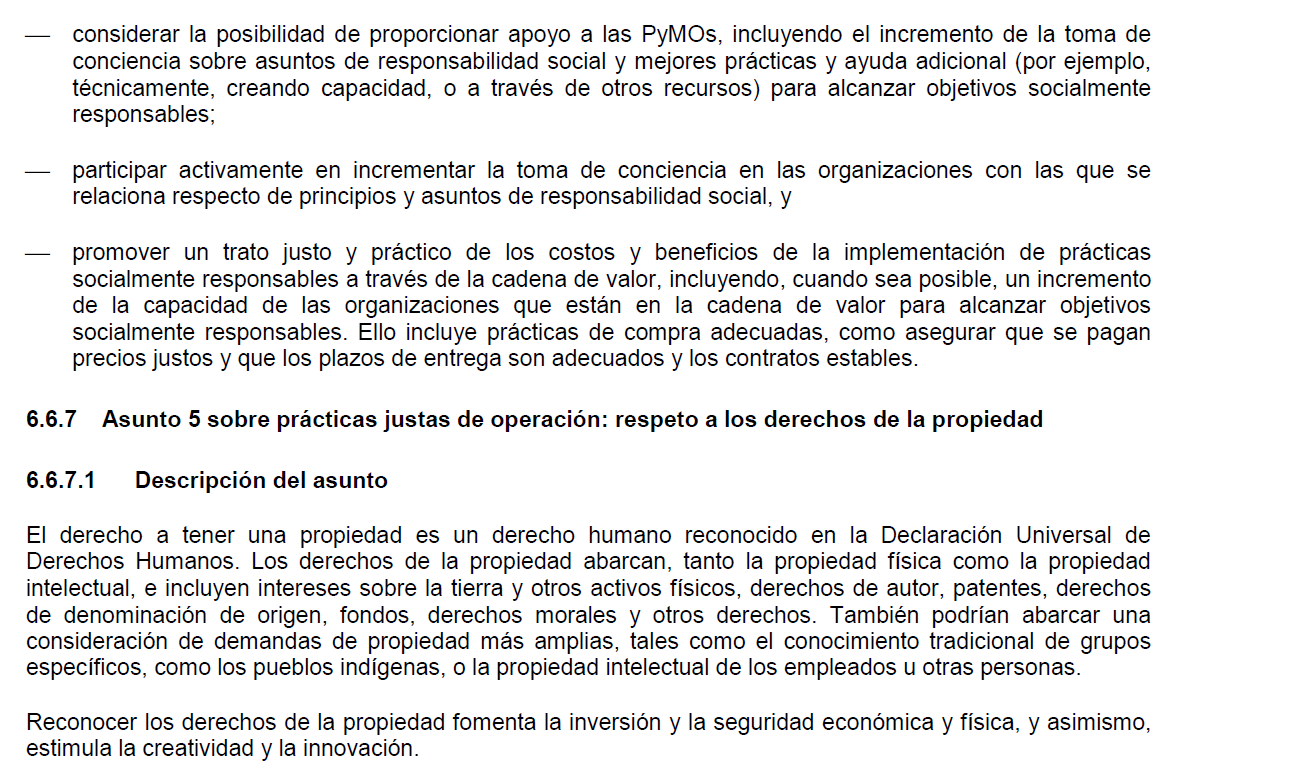 — considerar la posibilidad de proporcionar apoyo a las PyMOs, incluyendo el incremento de la toma de
conciencia sobre asuntos de responsabilidad social y mejores prácticas y ayuda adicional (por ejemplo,
técnicamente, creando capacidad, o a través de otros recursos) para alcanzar objetivos socialmente
responsables;
— participar activamente en incrementar la toma de conciencia en las organizaciones con las que se
relaciona respecto de principios y asuntos de responsabilidad social, y
— promover un trato justo y práctico de los costos y beneficios de la implementación de prácticas
socialmente responsables a través de la cadena de valor, incluyendo, cuando sea posible, un incremento
de la capacidad de las organizaciones que están en la cadena de valor para alcanzar objetivos
socialmente responsables. Ello incluye prácticas de compra adecuadas, como asegurar que se pagan
precios justos y que los plazos de entrega son adecuados y los contratos estables.
6.6.7 Asunto 5 sobre prácticas justas de operación: respeto a los derechos de la propiedad
6.6.7.1 Descripción del asunto
El derecho a tener una propiedad es un derecho humano reconocido en la Declaración Universal de
Derechos Humanos. Los derechos de la propiedad abarcan, tanto la propiedad física como la propiedad
intelectual, e incluyen intereses sobre la tierra y otros activos físicos, derechos de autor, patentes, derechos
de denominación de origen, fondos, derechos morales y otros derechos. También podrían abarcar una
consideración de demandas de propiedad más amplias, tales como el conocimiento tradicional de grupos
específicos, como los pueblos indígenas, o la propiedad intelectual de los empleados u otras personas.
Reconocer los derechos de la propiedad fomenta la inversión y la seguridad económica y física, y asimismo,
estimula la creatividad y la innovación.